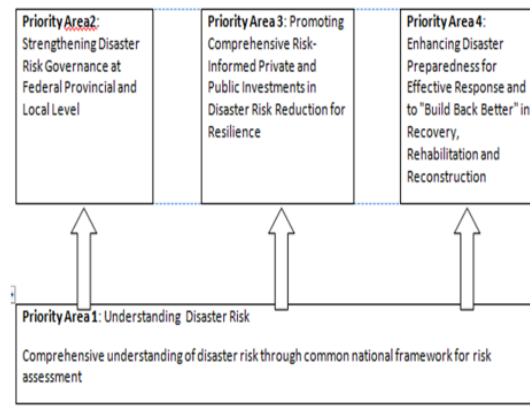 Priority Area2:
Strengthening Disaster
Risk Governance at
Federal Provincial and
Local Level
Priority Area 3: Promoting
Comprehensive Risk-
Informed Private and
Public Investments in
Disaster Risk Reduction for
Resilience
Priority Area 4:
Enhancing Disaster
Preparedness for
Effective Response and
to "Build Back Better" in
Recovery,
Rehabilitation and
Reconstruction
Priority Area 1: Understanding Disaster Risk
Comprehensive understanding of disaster risk through common national framework for risk
assessment